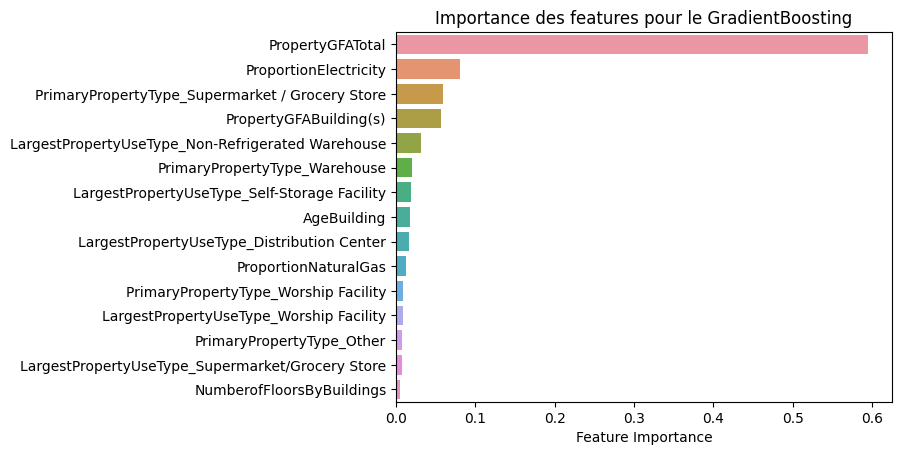 Importance des features pour le GradientBoosting
PropertyGFATotal
ProportionElectricity
PrimaryPropertyType_Supermarket / Grocery Store
PropertyGFABuilding(s)
LargestPropertyUseType_Non-Refrigerated Warehouse
PrimaryPropertyType_Warehouse
LargestPropertyUseType_Self-Storage Facility
AgeBuilding
LargestPropertyUseType_Distribution Center
ProportionNaturalGas
PrimaryPropertyType_Worship Facility
LargestPropertyUseType_Worship Facility
PrimaryPropertyType_Other
LargestPropertyUseType_Supermarket/Grocery Store
NumberofFloorsByBuildings
0.0 0.1 0.2 0.3 0.4 0.5 0.6
Feature Importance